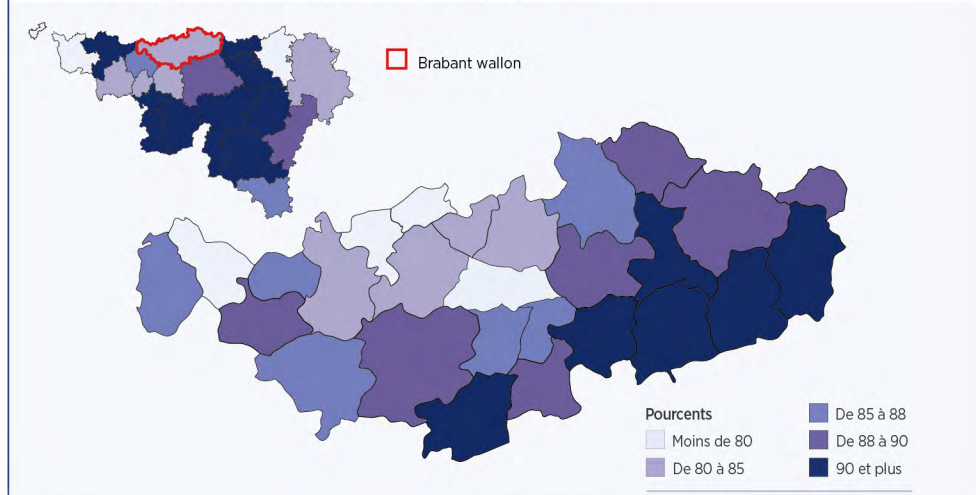 Brabant wallon
Pourcents
Moins de 80
De 80 à 85
De 85 à 88
De 88 à 90
90 et plus